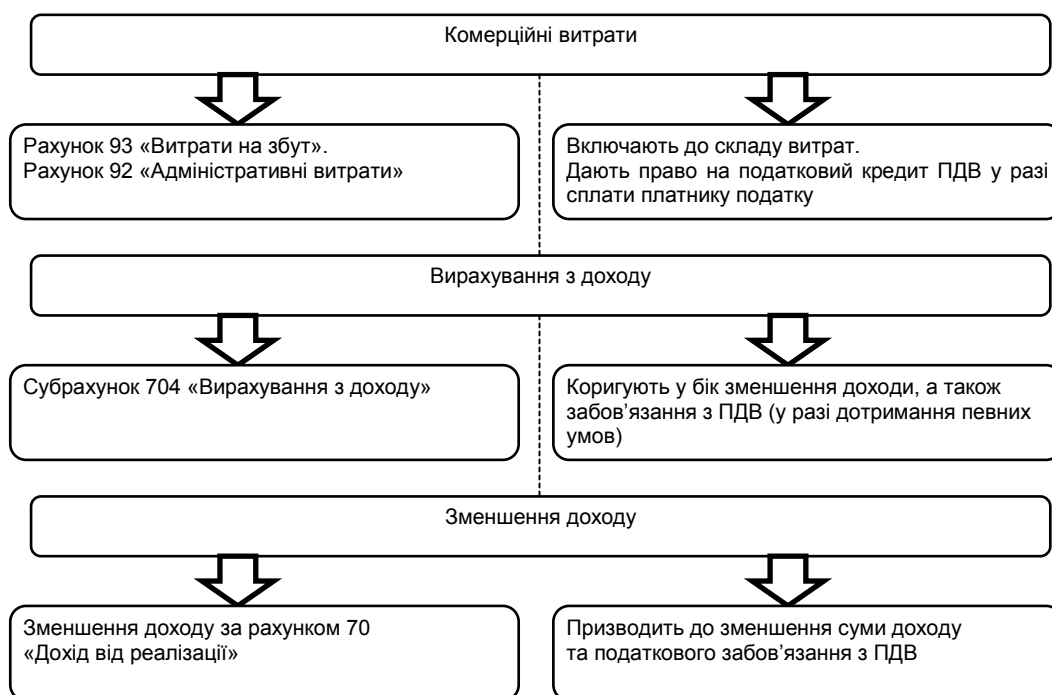 Комерційні витрати
Рахунок 93 «Витрати на збут».
Рахунок 92 «Адміністративні витрати»
Включають до складу витрат.
Дають право на податковий кредит ПДВ у разі
сплати платнику податку
Вирахування з доходу
Субрахунок 704 «Вирахування з доходу»
Коригують у бік зменшення доходи, а також
забов’язання з ПДВ (у разі дотримання певних
умов)
Зменшення доходу
Зменшення доходу за рахунком 70
«Дохід від реалізації»
Призводить до зменшення суми доходу
та податкового забов’язання з ПДВ